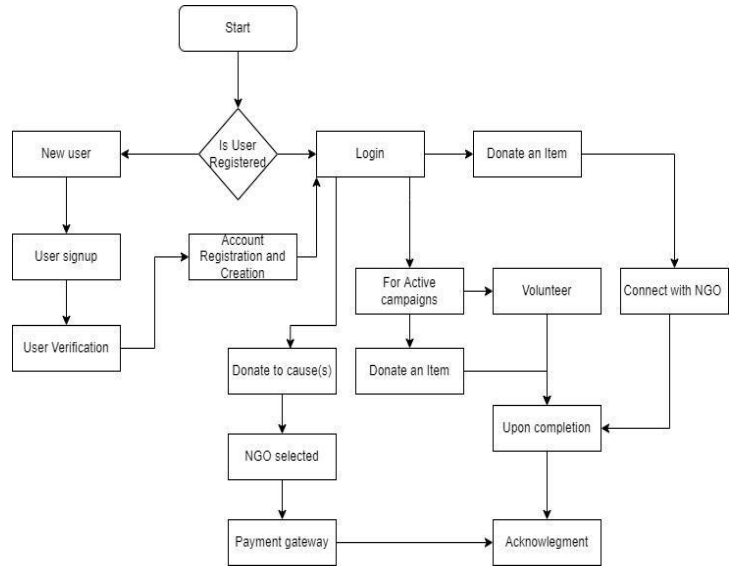 Start
Is User
Registered
New user
Login
Donate an Item
User signup
Account
Registration and
Creation
For Active
campaigns
Volunteer
Connect with NGO
User Verification
Donate to cause(s)
Donate an Item
Upon completion
NGO selected
Payment gateway
Acknowlegment